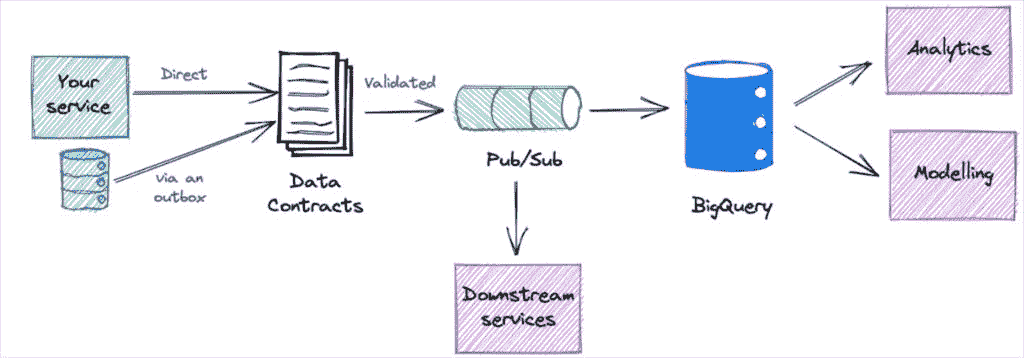 Your
service
Direct
via an
outbox
Data
Contracts
Validated
Pub/Sub
Downstream
services
BigQuery
Analytics
Modelling